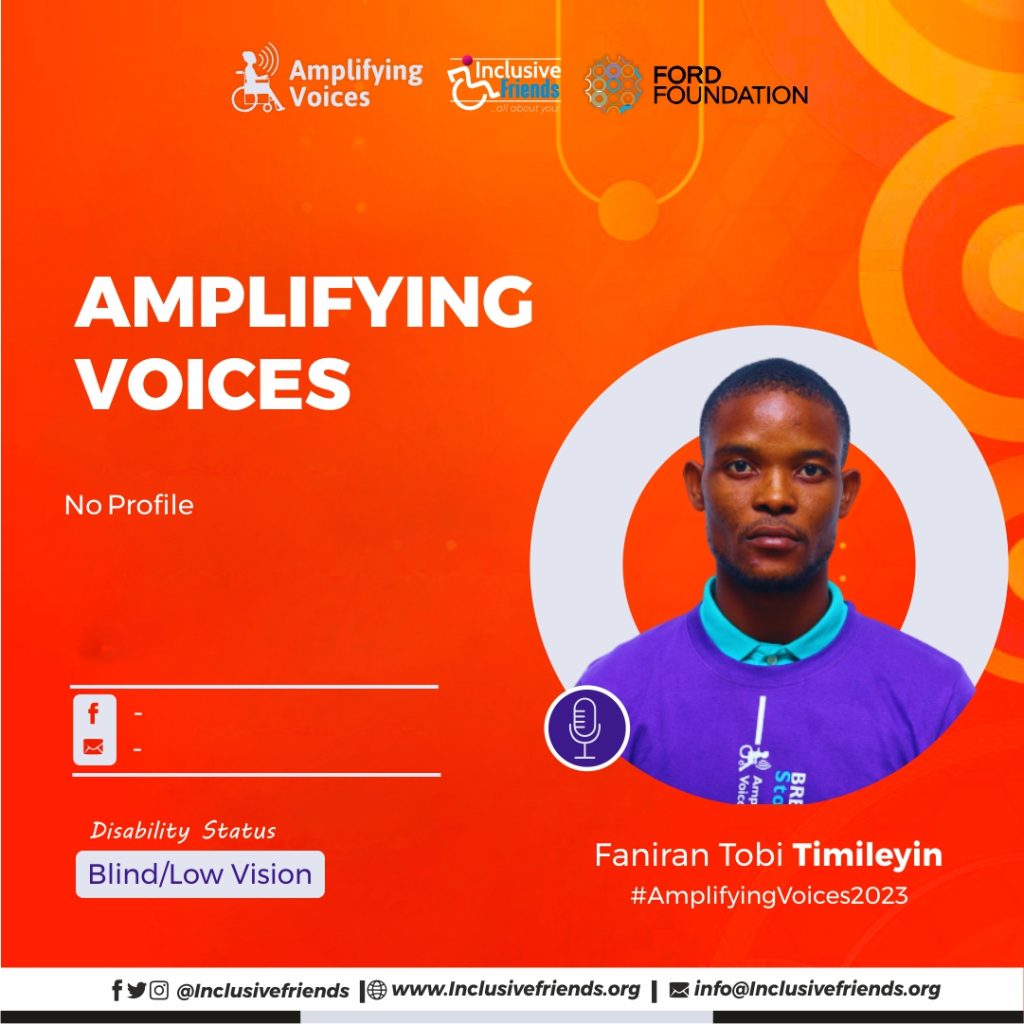 Amplifying
Voices
Inclusive
Friends
...all about you!
FORD
FOUNDATION
AMPLIFYING
VOICES
No Profile
-
-
Disability Status
Blind/Low Vision
Faniran Tobi Timileyin
#AmplifyingVoices2023
@Inclusivefriends | www.Inclusivefriends.org | info@Inclusivefriends.org